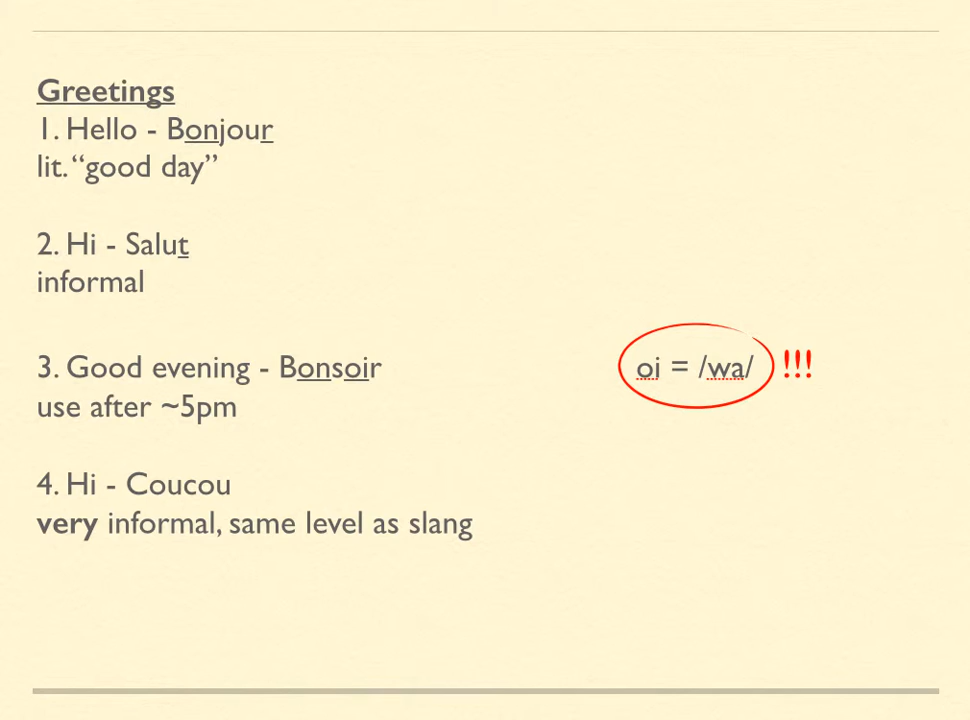 Greetings
1. Hello - Bonjour
lit. “good day”
2. Hi - Salut
informal
3. Good evening - Bonsoir
use after ~5pm
oi = /wa/ !!!
4. Hi - Coucou
very informal, same level as slang